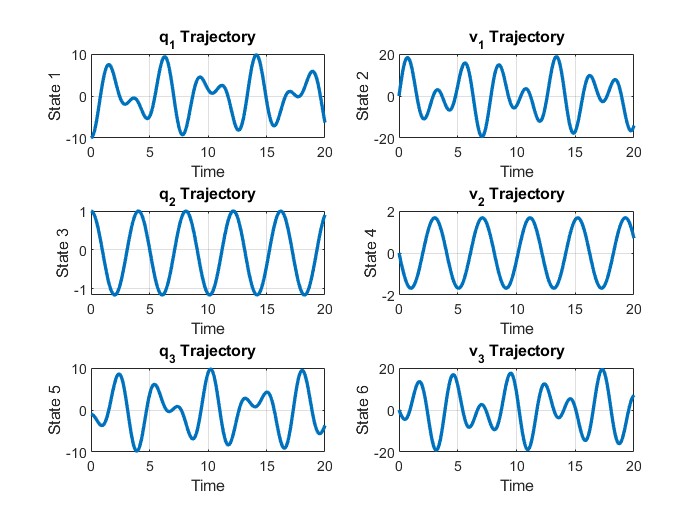 q1 Trajectory
State 1
10
0
-10
0 5 10 15 20
Time
v1 Trajectory
State 2
20
0
-20
0 5 10 15 20
Time
q2 Trajectory
State 3
1
0
-1
0 5 10 15 20
Time
v2 Trajectory
State 4
2
0
-2
0 5 10 15 20
Time
q3 Trajectory
State 5
10
0
-10
0 5 10 15 20
Time
v3 Trajectory
State 6
20
0
-20
0 5 10 15 20
Time